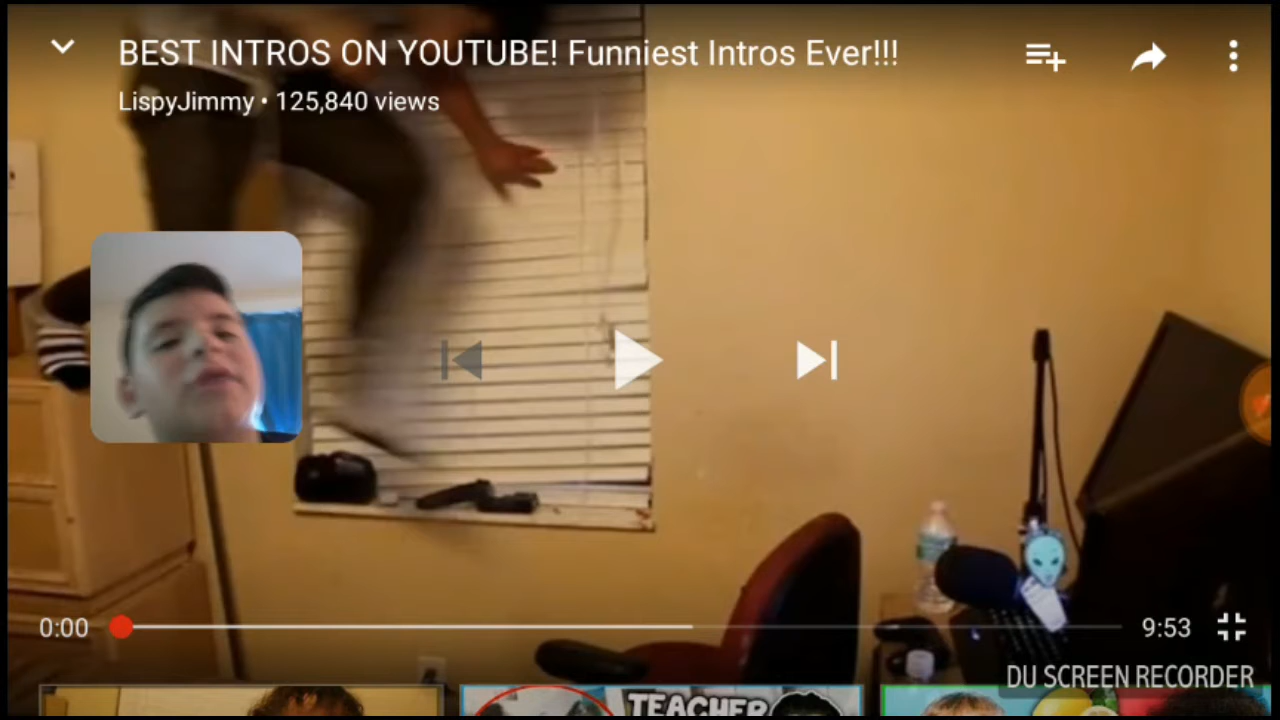 BEST INTROS ON YOUTUBE! Funniest Intros Ever!!!
LispyJimmy • 125,840 views
0:00
9:53
DU SCREEN RECORDER
TEACHER